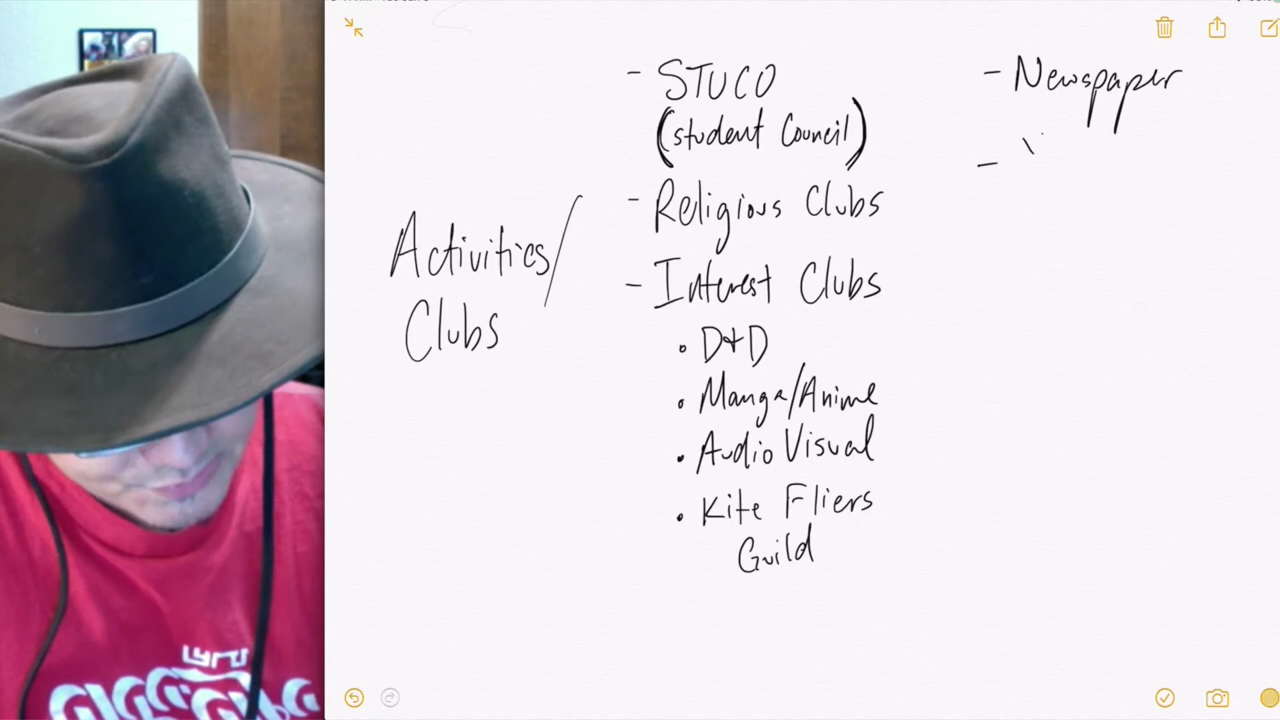 Activities/
Clubs
- STUCO
(student Council)
- Religious Clubs
- Interest Clubs
• D+D
• Manga/Anime
• Audio Visual
• Kite Fliers
Guild
- Newspaper
-